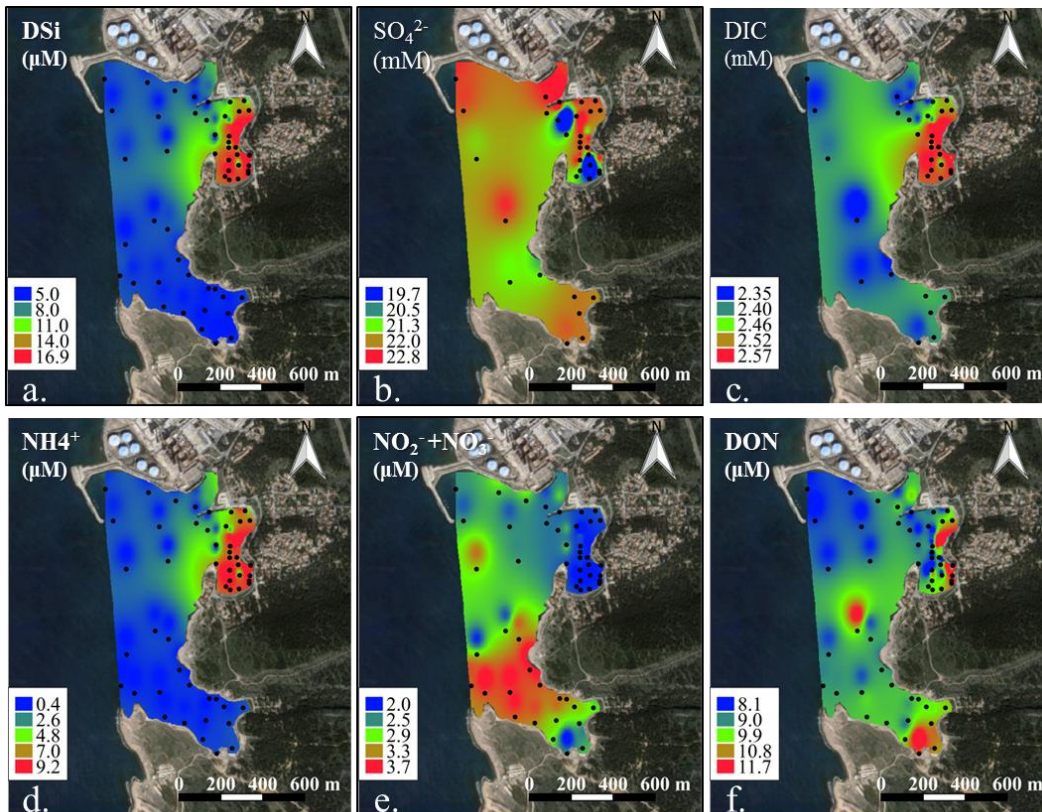 DSi
(µM)
N
5.0
8.0
11.0
14.0
16.9
0 200 400 600 m
a.
SO₄²⁻
(mM)
N
19.7
20.5
21.3
22.0
22.8
0 200 400 600 m
b.
DIC
(mM)
N
2.35
2.40
2.46
2.52
2.57
0 200 400 600 m
c.
NH4⁺
(µM)
N
0.4
2.6
4.8
7.0
9.2
0 200 400 600 m
d.
NO₂⁻+NO₃⁻
(µM)
N
2.0
2.5
2.9
3.3
3.7
0 200 400 600 m
e.
DON
(µM)
N
8.1
9.0
9.9
10.8
11.7
0 200 400 600 m
f.